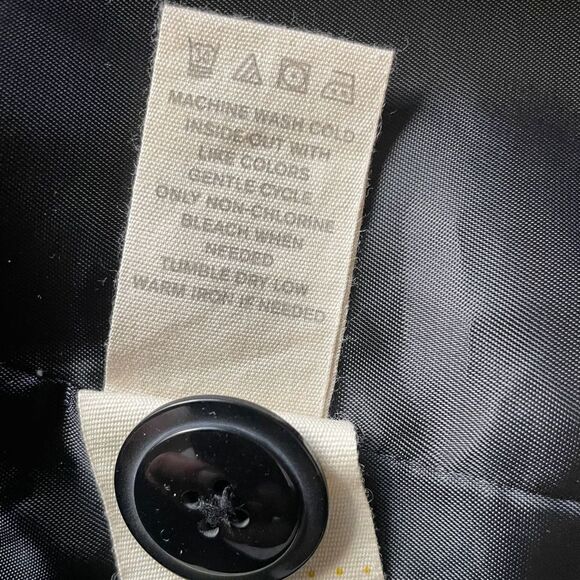 MACHINE WASH COLD
INSIDE OUT WITH
LIKE COLORS
GENTLE CYCLE
ONLY NON-CHLORINE
BLEACH WHEN
NEEDED
TUMBLE DRY LOW
WARM IRON IF NEEDED